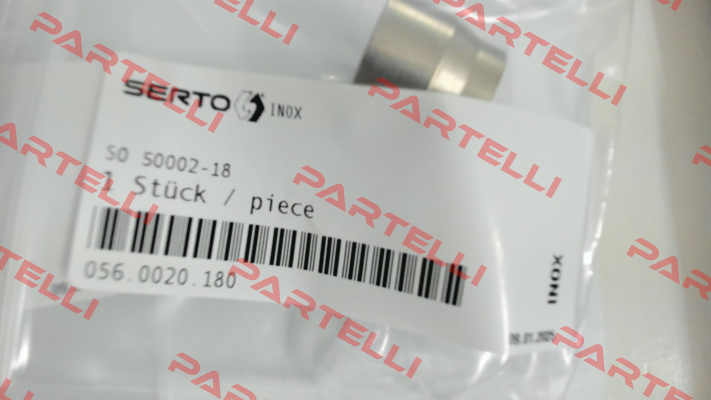 SERTO INOX
SO 50002-18
1 Stück / piece
056.0020.180
INOX
PARTELLI
PARTELLI
PARTELLI
PARTELLI
PARTELLI
PARTELLI
PARTELLI
PARTELLI